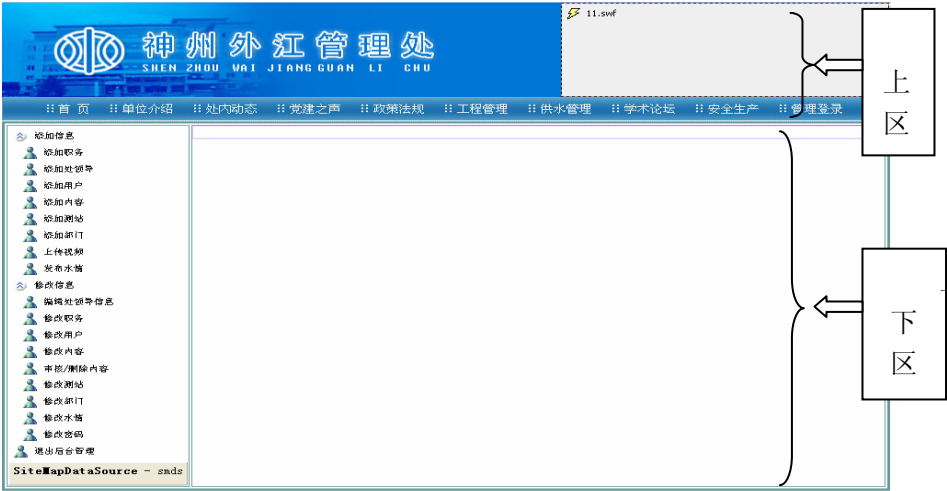 11.swf
神州外江管理处
SHEN ZHOU WAI JIANG GUAN LI CHU
首 页 单位介绍 处内动态 党建之声 政策法规 工程管理 供水管理 学术论坛 安全生产 管理登录
上区
添加信息
添加职务
添加处领导
添加用户
添加内容
添加测站
添加部门
上传视频
发布水情
修改信息
编辑处领导信息
修改职务
修改用户
修改内容
审核/删除内容
修改测站
修改部门
修改水情
修改密码
退出后台管理
SiteMapDataSource - smds
下区